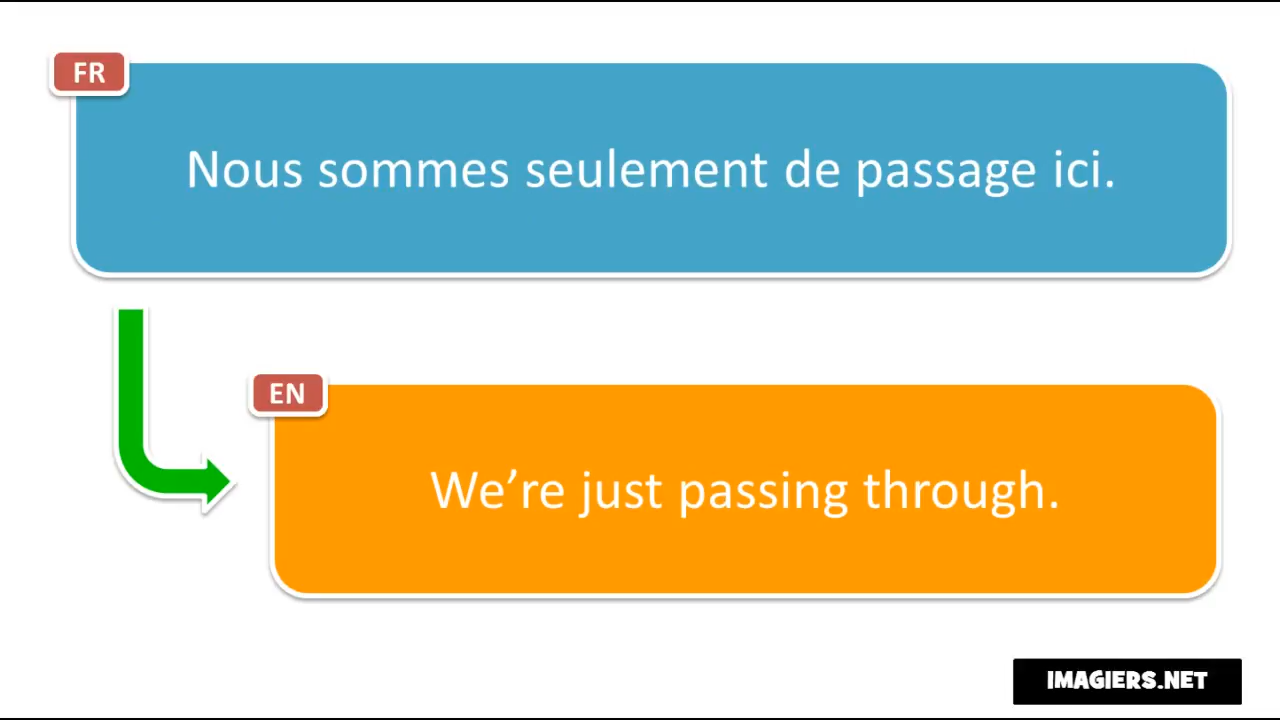 FR
Nous sommes seulement de passage ici.
EN
We’re just passing through.
IMAGIERS.NET